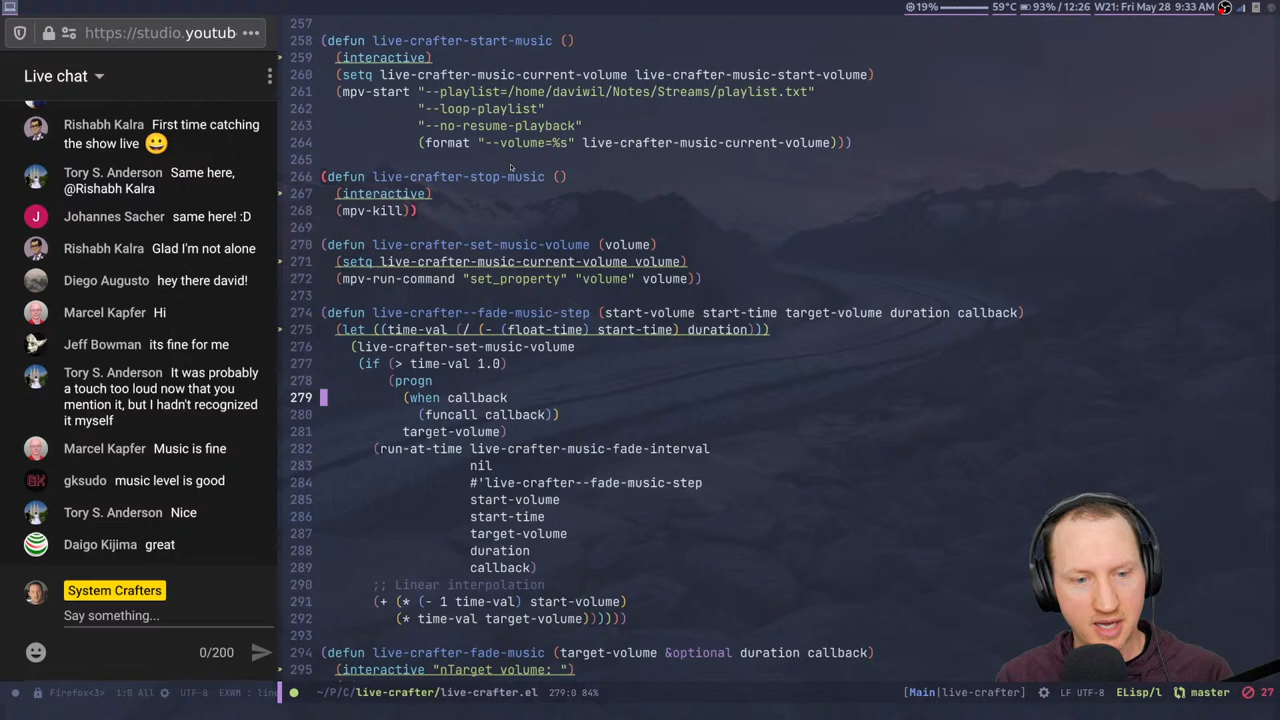 19%
59°C
93% / 12:26
W21: Fri May 28
9:33 AM
https://studio.youtub
Live chat
Rishabh Kalra First time catching
the show live
Tory S. Anderson Same here,
@Rishabh Kalra
Johannes Sacher same here! :D
Rishabh Kalra Glad I'm not alone
Diego Augusto hey there david!
Marcel Kapfer Hi
Jeff Bowman its fine for me
Tory S. Anderson It was probably
a touch too loud now that you
mention it, but I hadn't recognized
it myself
Marcel Kapfer Music is fine
gksudo music level is good
Tory S. Anderson Nice
Daigo Kijima great
System Crafters
Say something...
0/200
257
258 (defun live-crafter-start-music ()
259 (interactive)
260 (setq live-crafter-music-current-volume live-crafter-music-start-volume)
261 (mpv-start "--playlist=/home/daviwil/Notes/Streams/playlist.txt"
262 "--loop-playlist"
263 "--no-resume-playback"
264 (format "--volume=%s" live-crafter-music-current-volume)))
265
266 (defun live-crafter-stop-music ()
267 (interactive)
268 (mpv-kill))
269
270 (defun live-crafter-set-music-volume (volume)
271 (setq live-crafter-music-current-volume volume)
272 (mpv-run-command "set_property" "volume" volume))
273
274 (defun live-crafter--fade-music-step (start-volume start-time target-volume duration callback)
275 (let ((time-val (/ (- (float-time) start-time) duration)))
276 (live-crafter-set-music-volume
277 (if (> time-val 1.0)
278 (progn
279 (when callback
280 (funcall callback))
281 target-volume)
282 (run-at-time live-crafter-music-fade-interval
283 nil
284 #'live-crafter--fade-music-step
285 start-volume
286 start-time
287 target-volume
288 duration
289 callback)
290 ;; Linear interpolation
291 (+ (* (- 1 time-val) start-volume)
292 (* time-val target-volume))))))
293
294 (defun live-crafter-fade-music (target-volume &optional duration callback)
295 (interactive "nTarget volume: ")
Firefox<3> 1:0 All UTF-8 EXWM : line
~/P/C/live-crafter/live-crafter.el 279:0 84%
[Main|live-crafter] LF UTF-8 ELisp/l master 27